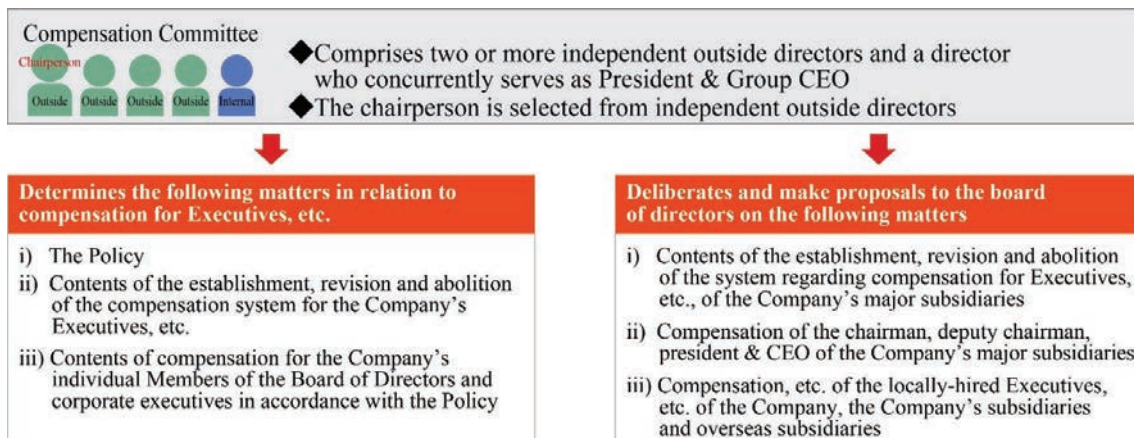 Compensation Committee
Chairperson
Outside Outside Outside Outside Internal
◆Comprises two or more independent outside directors and a director
who concurrently serves as President & Group CEO
◆The chairperson is selected from independent outside directors
Determines the following matters in relation to
compensation for Executives, etc.
i) The Policy
ii) Contents of the establishment, revision and abolition
of the compensation system for the Company's
Executives, etc.
iii) Contents of compensation for the Company's
individual Members of the Board of Directors and
corporate executives in accordance with the Policy
Deliberates and make proposals to the board
of directors on the following matters
i) Contents of the establishment, revision and abolition
of the system regarding compensation for Executives,
etc., of the Company's major subsidiaries
ii) Compensation of the chairman, deputy chairman,
president & CEO of the Company's major subsidiaries
iii) Compensation, etc. of the locally-hired Executives,
etc. of the Company, the Company's subsidiaries
and overseas subsidiaries